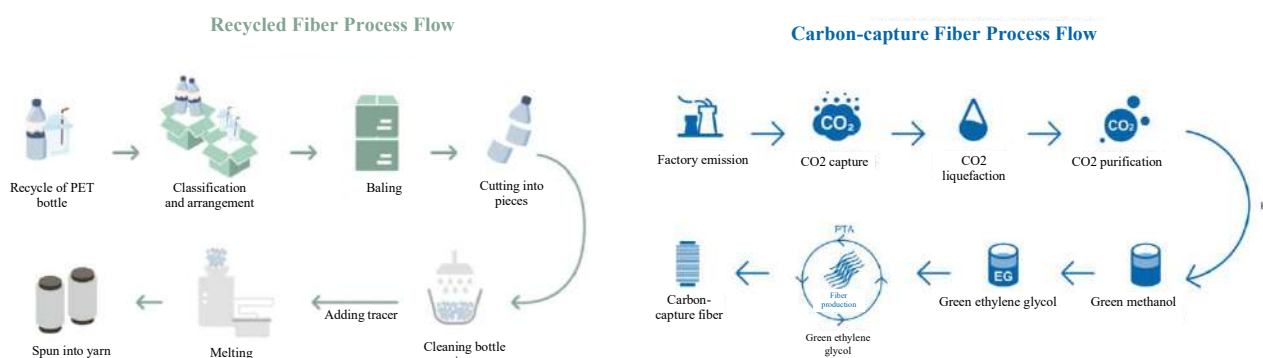 Recycled Fiber Process Flow
Recycle of PET
bottle
Classification
and arrangement
Baling
Cutting into
pieces
Spun into yarn
Melting
Adding tracer
Cleaning bottle
Carbon-capture Fiber Process Flow
CO2
CO2
Factory emission
CO2 capture
CO2
liquefaction
CO2 purification
PTA
Fiber
production
EG
Carbon-
capture fiber
Green ethylene
glycol
Green ethylene glycol
Green methanol